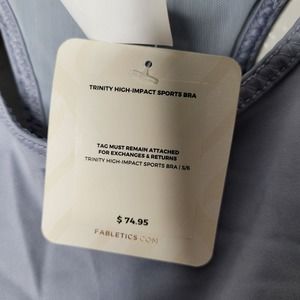 TRINITY HIGH-IMPACT SPORTS BRA
TAG MUST REMAIN ATTACHED
FOR EXCHANGES & RETURNS
TRINITY HIGH-IMPACT SPORTS BRA | S/6
$ 74.95
FABLETICS.COM